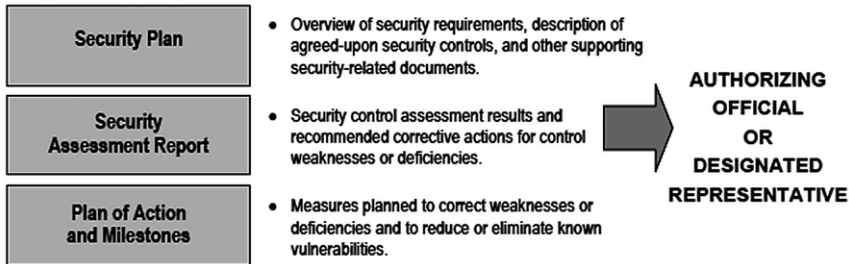 Security Plan
● Overview of security requirements, description of
agreed-upon security controls, and other supporting
security-related documents.
Security
Assessment Report
● Security control assessment results and
recommended corrective actions for control
weaknesses or deficiencies.
Plan of Action
and Milestones
● Measures planned to correct weaknesses or
deficiencies and to reduce or eliminate known
vulnerabilities.
AUTHORIZING
OFFICIAL
OR
DESIGNATED
REPRESENTATIVE